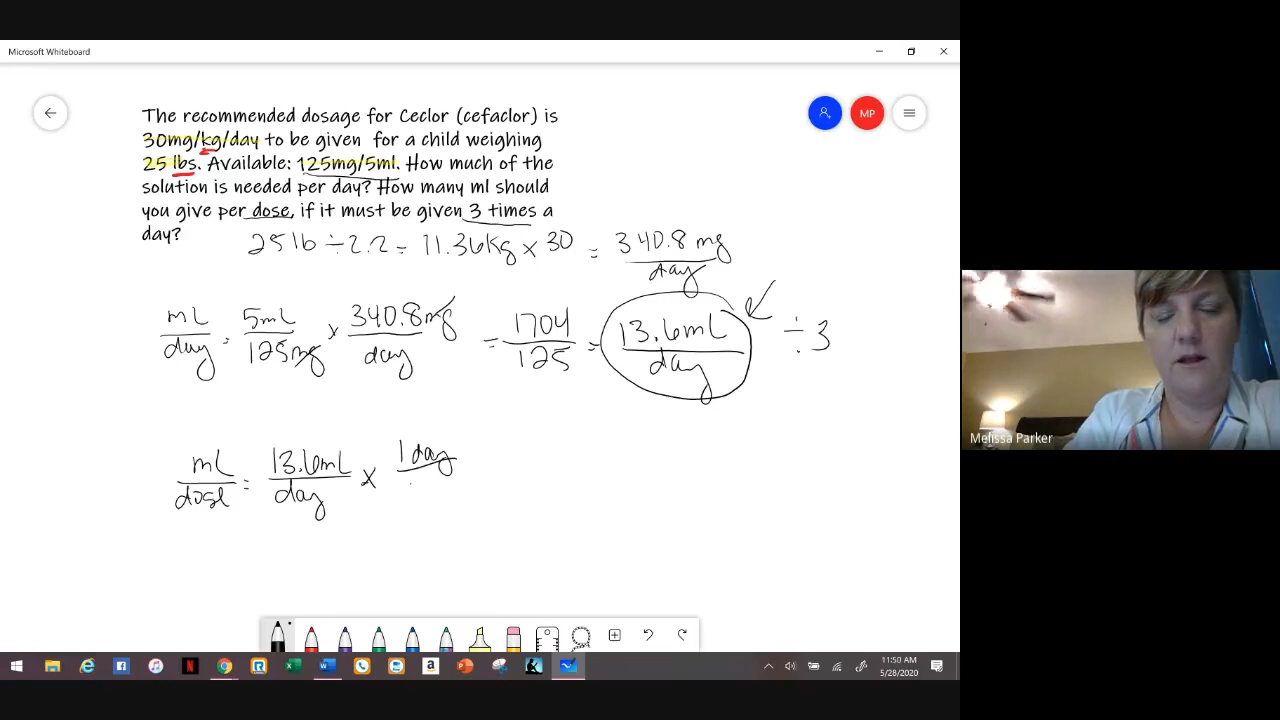 Microsoft Whiteboard
MP
The recommended dosage for Ceclor (cefaclor) is
30mg/kg/day to be given for a child weighing
25 lbs. Available: 125mg/5ml. How much of the
solution is needed per day? How many ml should
you give per dose, if it must be given 3 times a
day?
25 lb ÷ 2.2 = 11.36kg × 30 = 340.8 mg
day
mL = 5mL × 340.8mg = 1704 = 13.6mL ÷ 3
day 125mg day 125 day
mL = 13.6mL × 1day
dose day
Melissa Parker
11:50 AM
5/28/2020